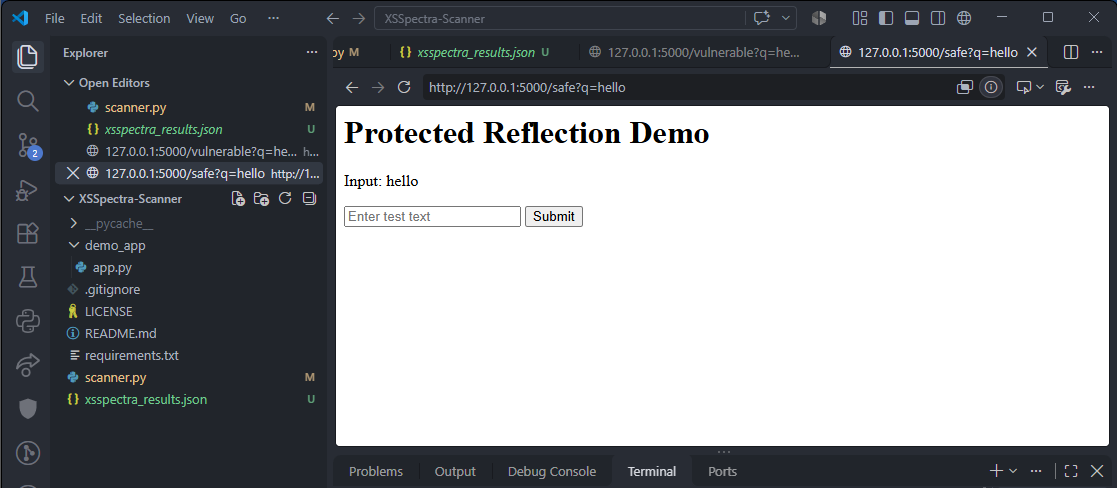 File Edit Selection View Go ··· XSSpectra-Scanner
Explorer ···
py M { } xsspectra_results.json U 127.0.0.1:5000/vulnerable?q=he... 127.0.0.1:5000/safe?q=hello ···
Open Editors
http://127.0.0.1:5000/safe?q=hello ···
scanner.py M
{ } xsspectra_results.json U
127.0.0.1:5000/vulnerable?q=he... h...
2
127.0.0.1:5000/safe?q=hello http://1...
XSSpectra-Scanner
__pycache__
demo_app
app.py
.gitignore
LICENSE
README.md
requirements.txt
scanner.py M
{ } xsspectra_results.json U
Protected Reflection Demo
Input: hello
Enter test text Submit
Problems Output Debug Console Terminal Ports ···